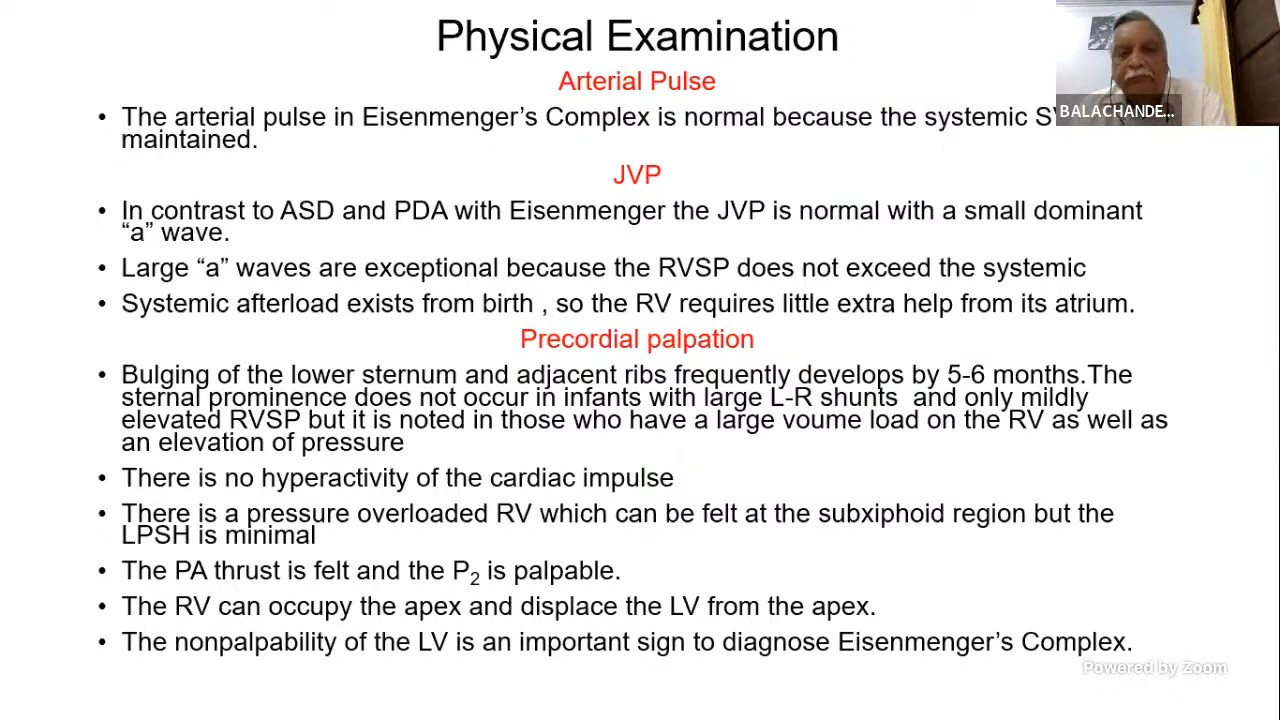 Physical Examination
Arterial Pulse
• The arterial pulse in Eisenmenger’s Complex is normal because the systemic
maintained.
JVP
• In contrast to ASD and PDA with Eisenmenger the JVP is normal with a small dominant
“a” wave.
• Large “a” waves are exceptional because the RVSP does not exceed the systemic
• Systemic afterload exists from birth , so the RV requires little extra help from its atrium.
Precordial palpation
• Bulging of the lower sternum and adjacent ribs frequently develops by 5-6 months.The
sternal prominence does not occur in infants with large L-R shunts and only mildly
elevated RVSP but it is noted in those who have a large voume load on the RV as well as
an elevation of pressure
• There is no hyperactivity of the cardiac impulse
• There is a pressure overloaded RV which can be felt at the subxiphoid region but the
LPSH is minimal
• The PA thrust is felt and the P2 is palpable.
• The RV can occupy the apex and displace the LV from the apex.
• The nonpalpability of the LV is an important sign to diagnose Eisenmenger’s Complex.
BALACHANDE...
Powered by Zoom